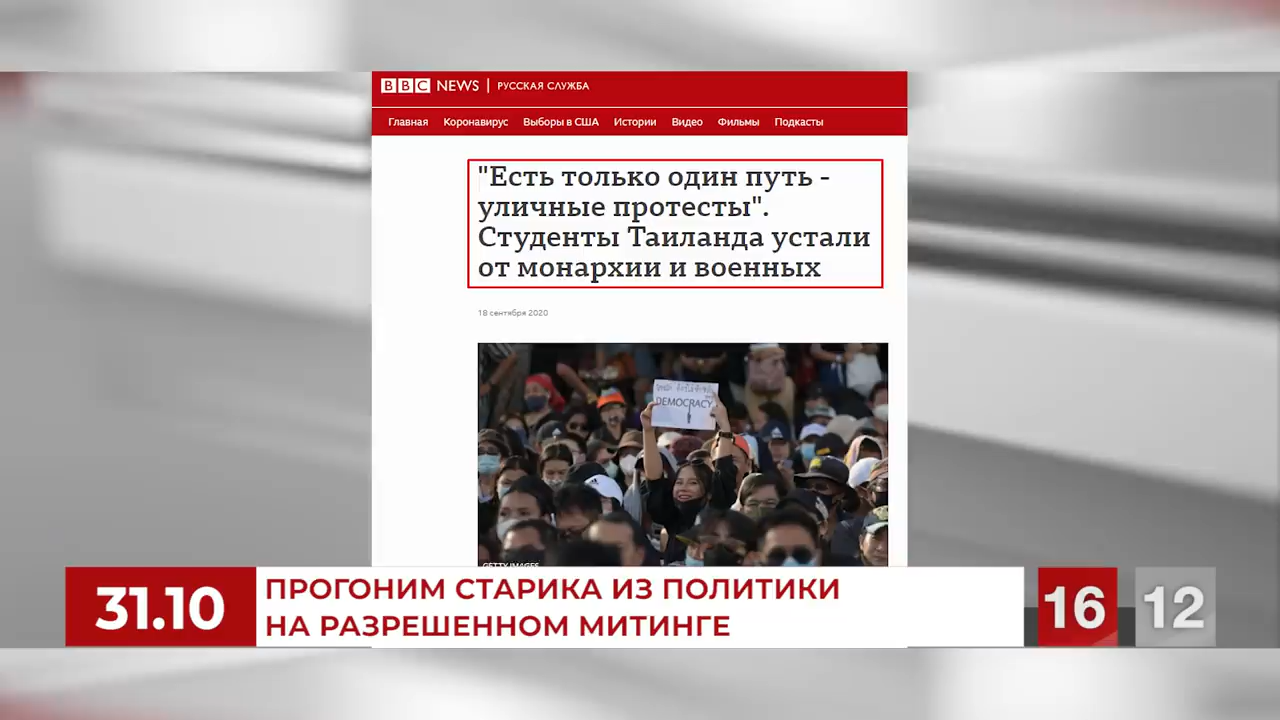 BBC NEWS | РУССКАЯ СЛУЖБА
Главная Коронавирус Выборы в США Истории Видео Фильмы Подкасты
"Есть только один путь -
уличные протесты".
Студенты Таиланда устали
от монархии и военных
18 сентября 2020
DEMOCRACY
GETTY IMAGES
31.10
ПРОГОНИМ СТАРИКА ИЗ ПОЛИТИКИ
НА РАЗРЕШЕННОМ МИТИНГЕ
16 12